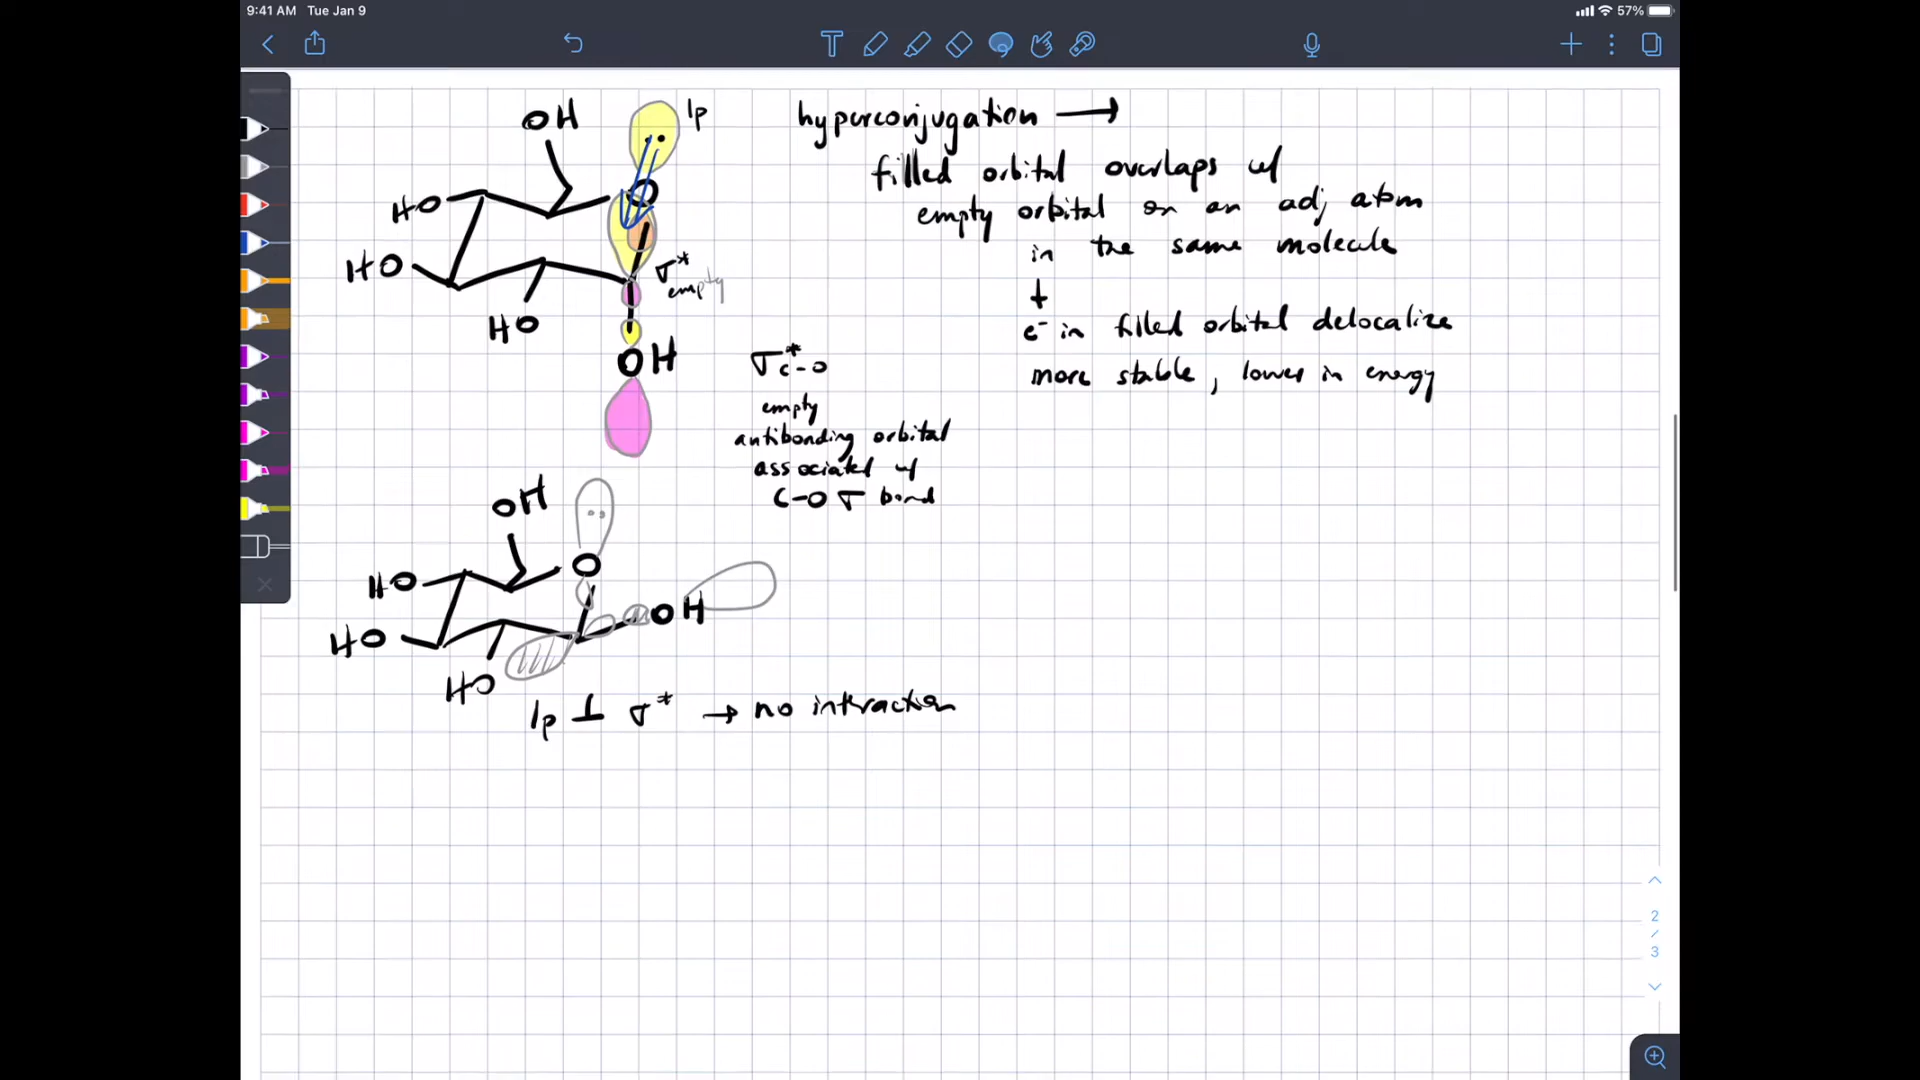 9:41 AM Tue Jan 9
57%
OH
lp
O
HO
HO
HO
OH
σ*
empty
hyperconjugation →
filled orbital overlaps w/
empty orbital on an adj atom
in the same molecule
↓
e⁻ in filled orbital delocalize
more stable, lower in energy
σ*C-O
empty
antibonding orbital
associated w/
C-O σ bond
OH
O
HO
HO
HO
OH
lp ⊥ σ* → no interaction
2
/
3